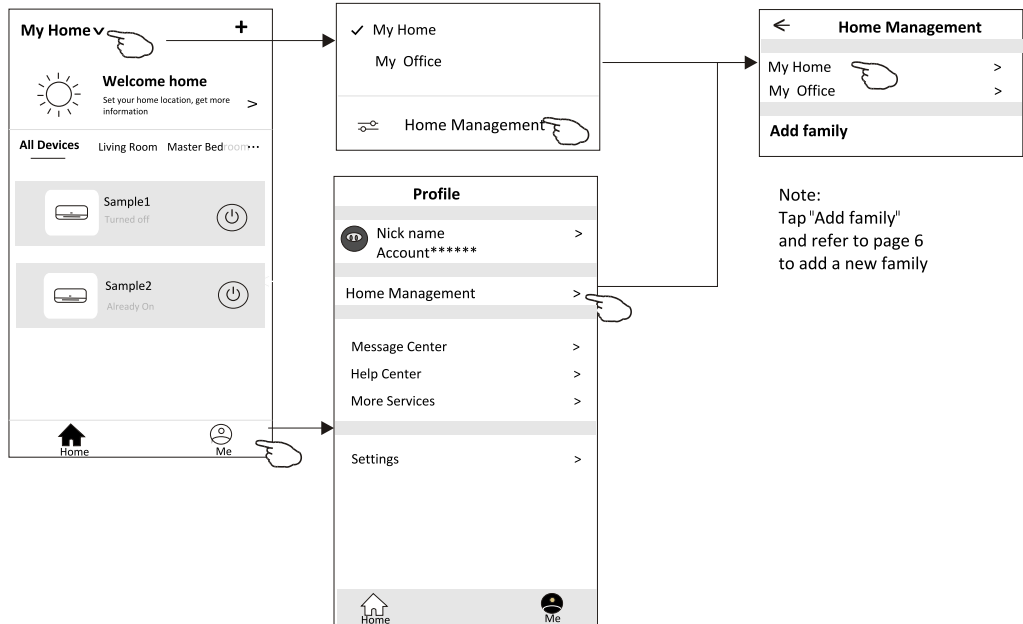 My Home
+
Welcome home
Set your home location, get more
information
>
All Devices Living Room Master Bedroom...
Sample1
Turned off
Sample2
Already On
Home
Me
✓ My Home
My Office
Home Management
Profile
Nick name >
Account******
Home Management >
Message Center >
Help Center >
More Services >
Settings >
Home
Me
Home Management
My Home >
My Office >
Add family
Note:
Tap "Add family"
and refer to page 6
to add a new family